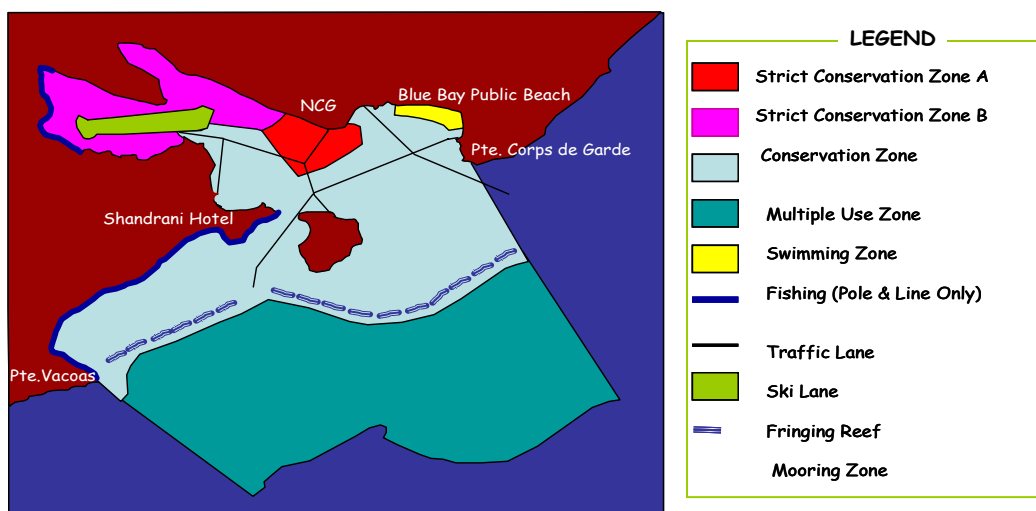 NCG
Blue Bay Public Beach
Pte. Corps de Garde
Shandrani Hotel
Pte.Vacoas
LEGEND
Strict Conservation Zone A
Strict Conservation Zone B
Conservation Zone
Multiple Use Zone
Swimming Zone
Fishing (Pole & Line Only)
Traffic Lane
Ski Lane
Fringing Reef
Mooring Zone